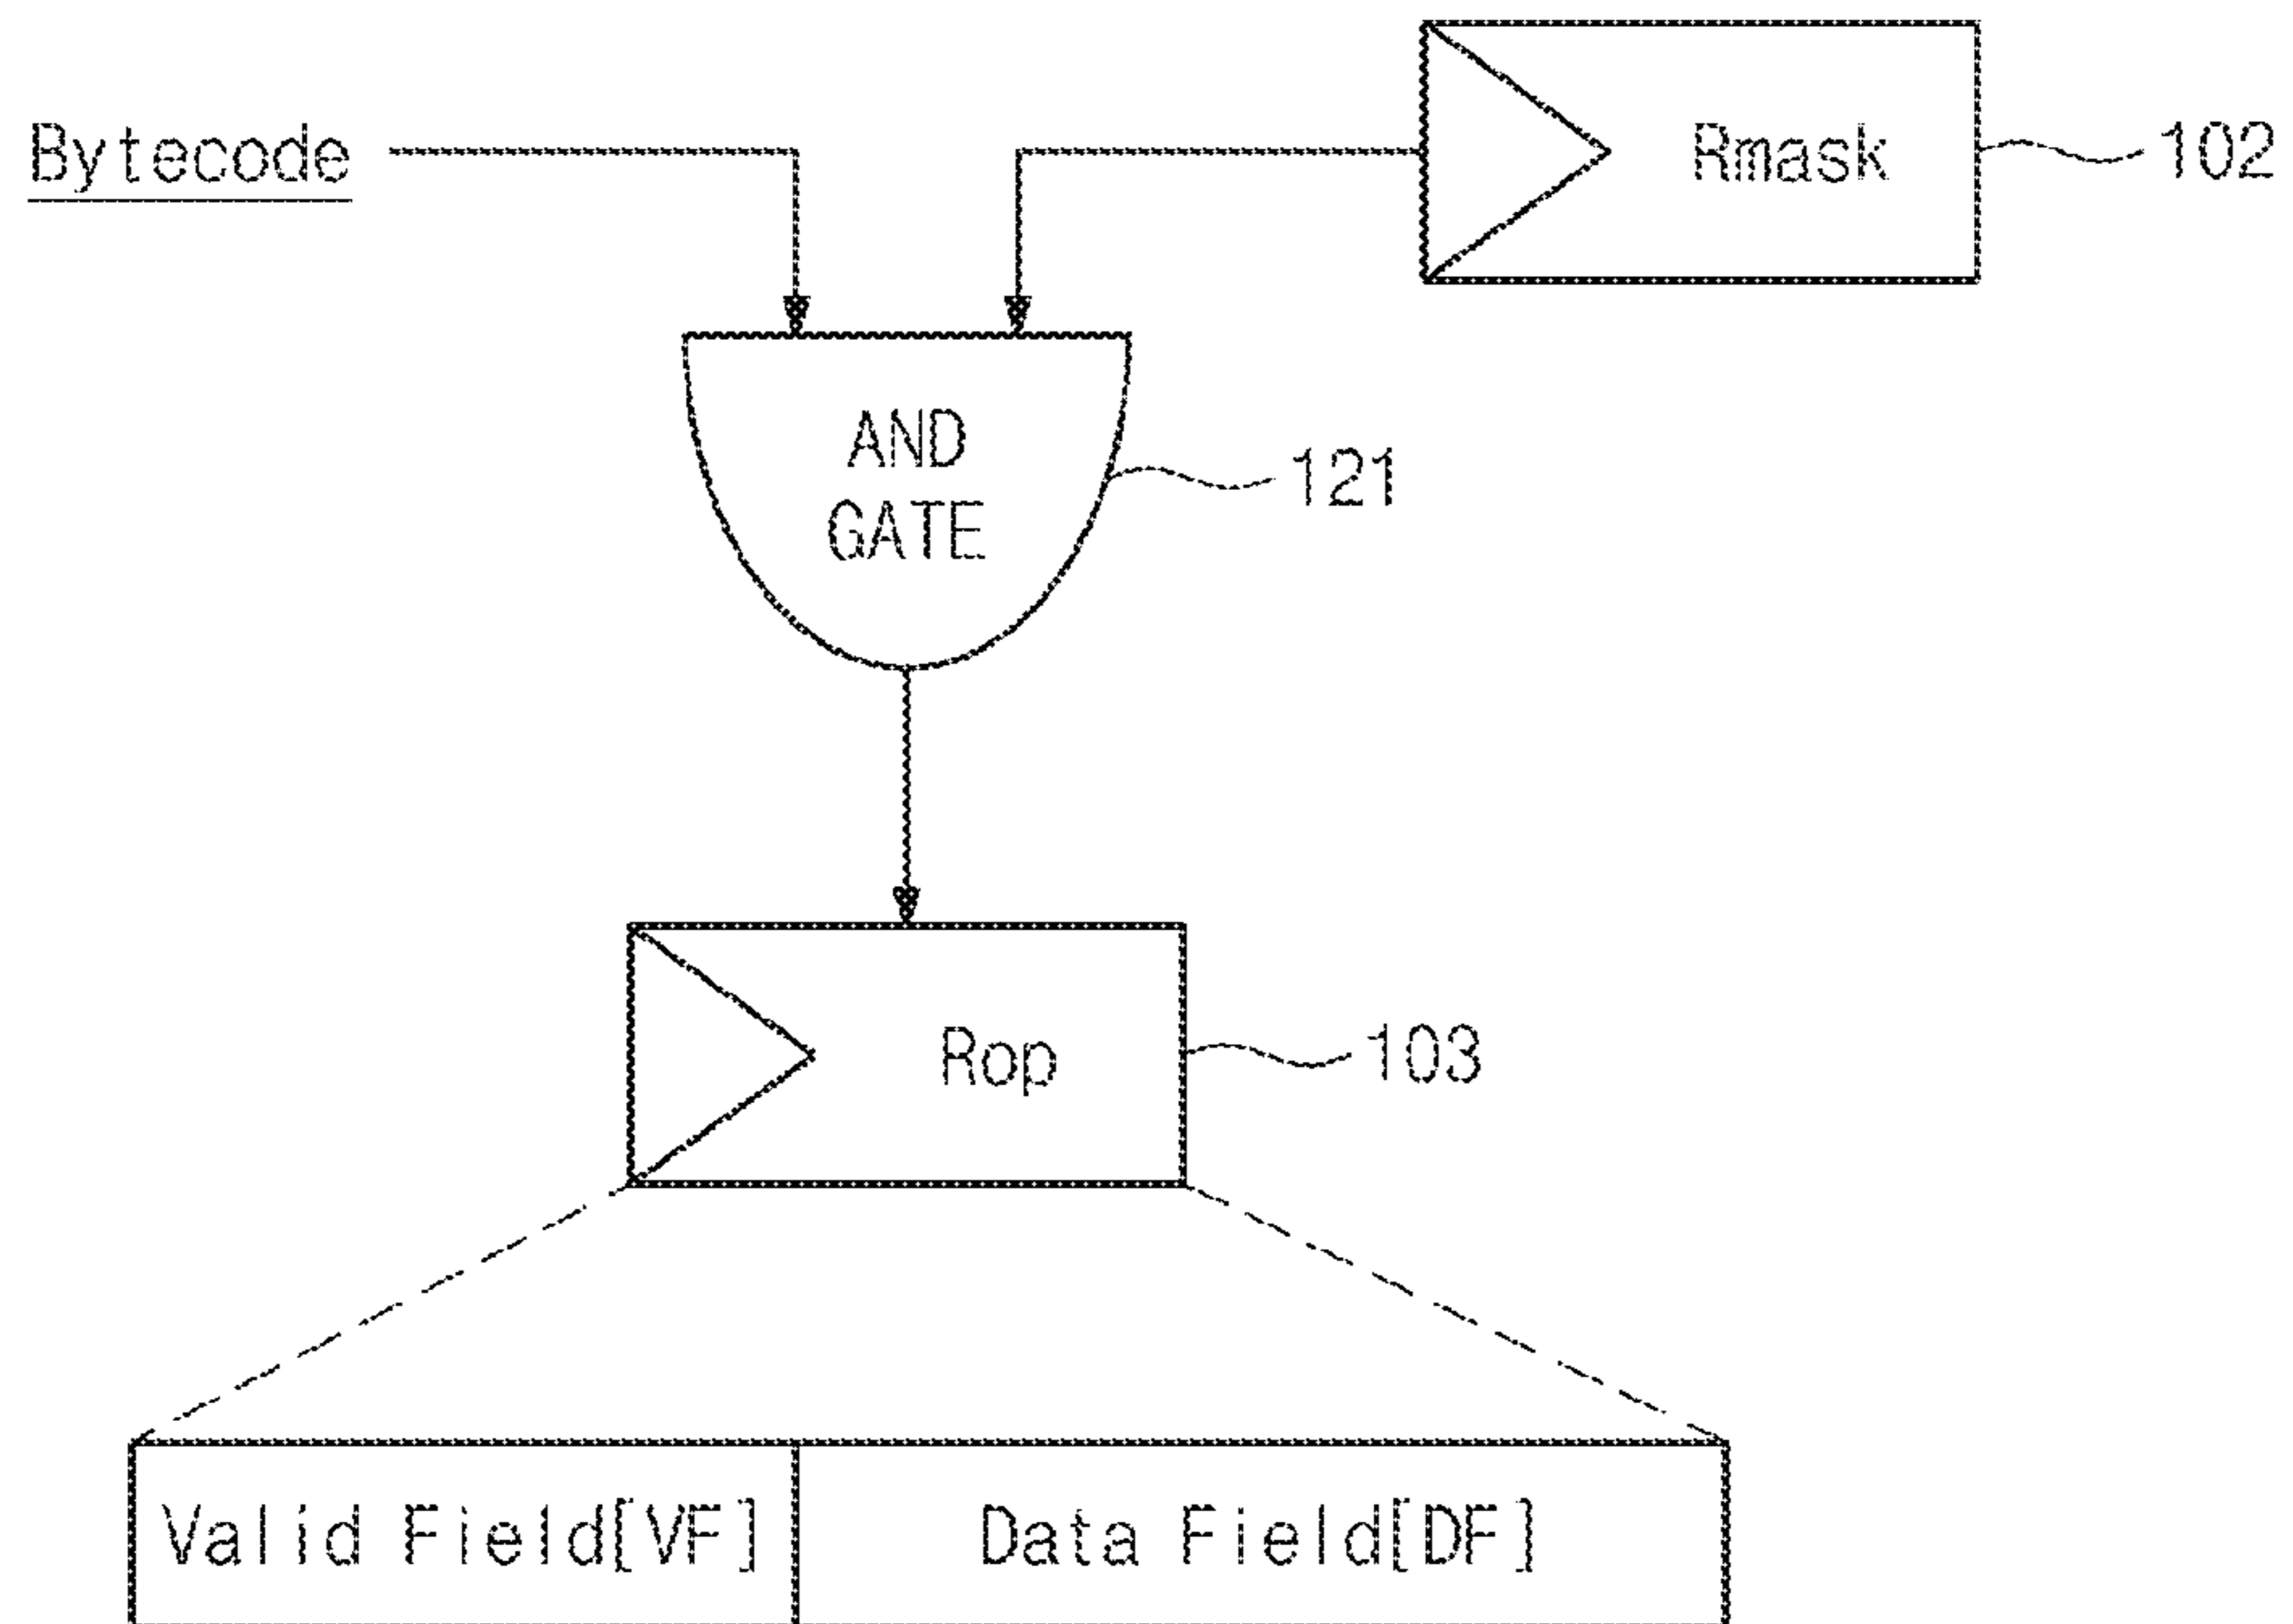 Bytecode
Rmask
102
AND
GATE
121
Rop
103
Valid Field[VF]
Data Field[DF]